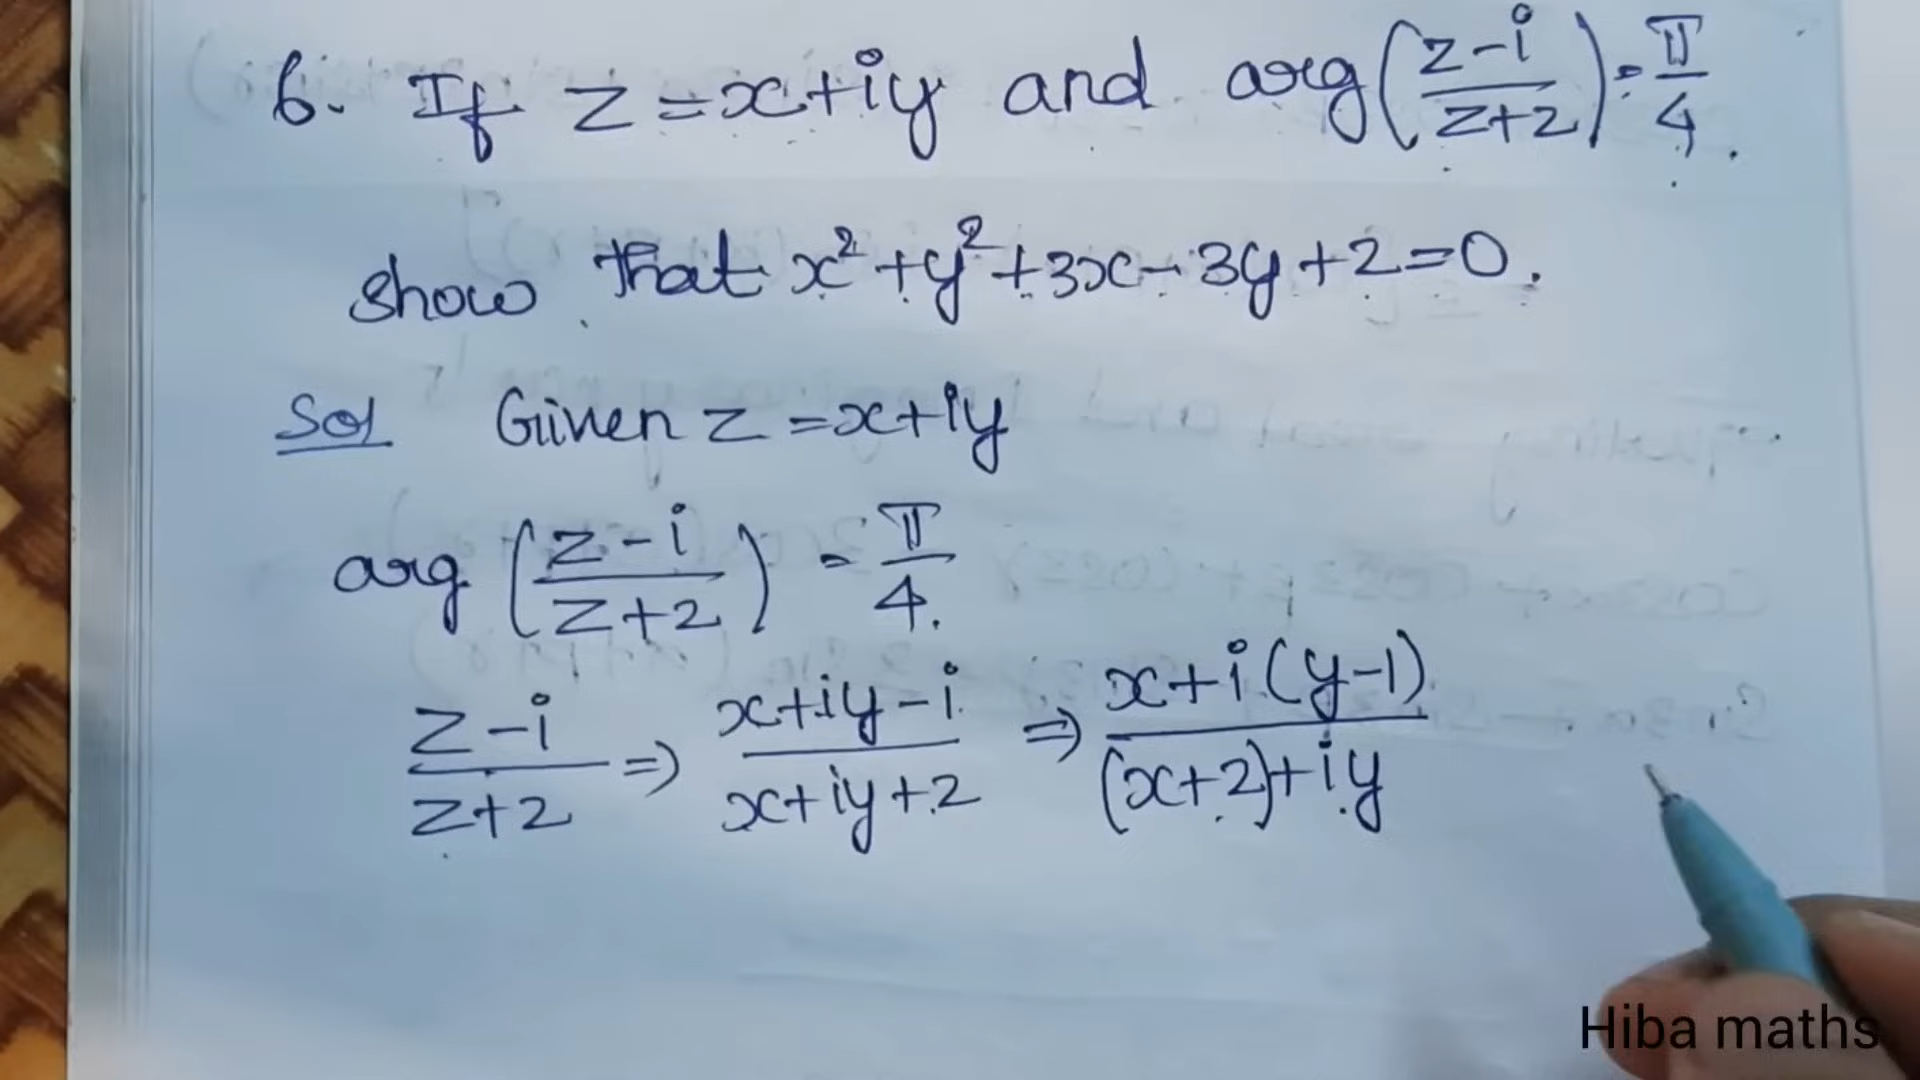 6. If z = x+iy and arg((z-i)/(z+2)) = π/4.
show that x²+y²+3x-3y+2=0.
Sol Given z = x+iy
arg((z-i)/(z+2)) = π/4.
(z-i)/(z+2) ⇒ (x+iy-i)/(x+iy+2) ⇒ (x+i(y-1))/((x+2)+iy)
Hiba maths